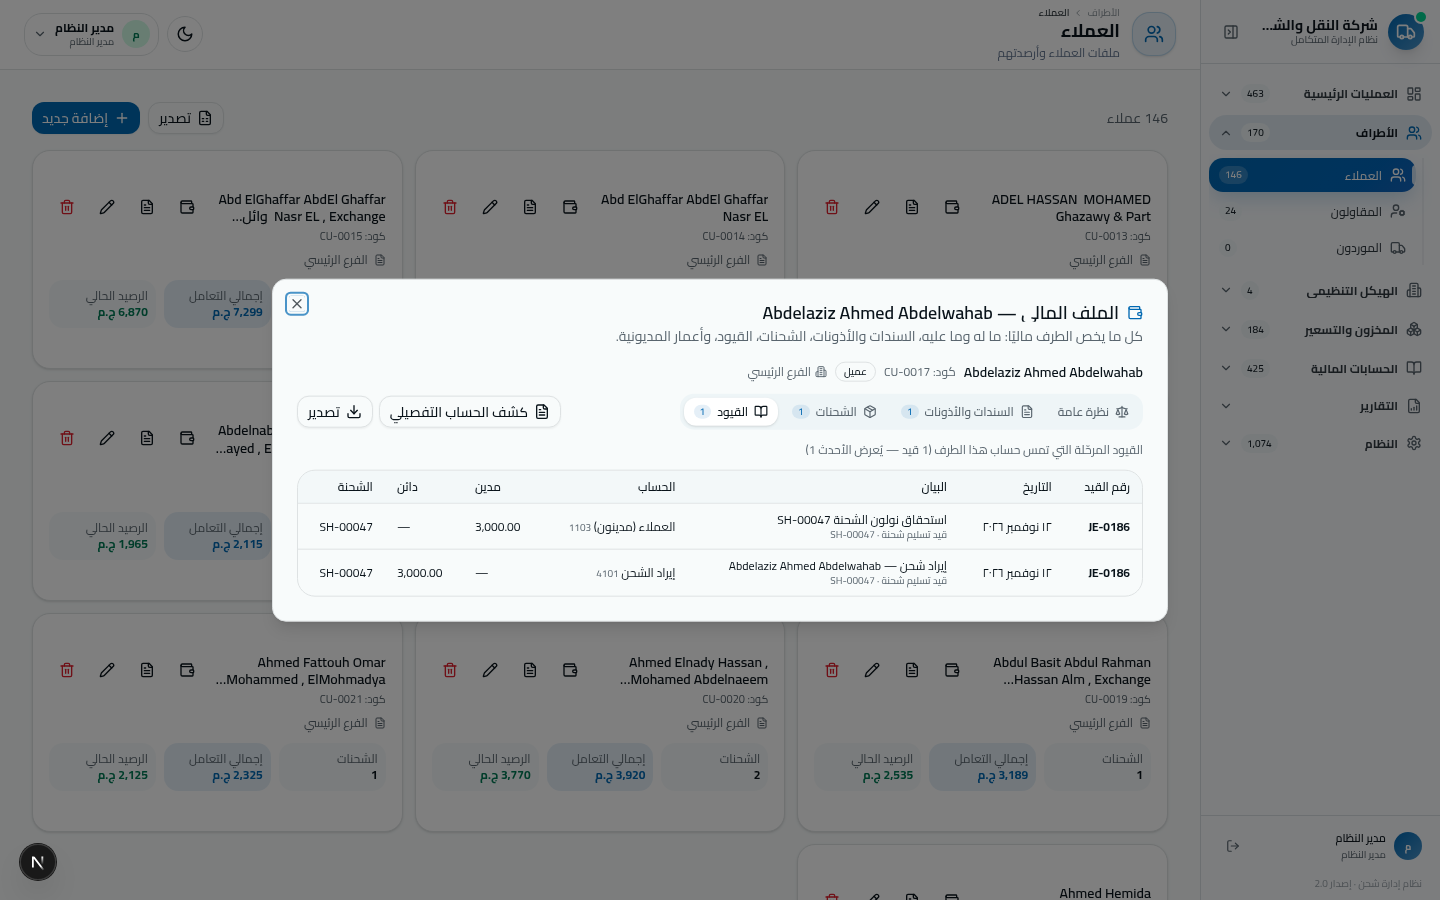 شركة النقل والشـ...
نظام الإدارة المتكامل
العمليات الرئيسية 463
الأطراف 170
العملاء 146
المقاولون 24
الموردون 0
الهيكل التنظيمي 4
المخزون والتسعير 184
الحسابات المالية 425
التقارير
النظام 1,074
مدير النظام
مدير النظام
م
نظام إدارة شحن · إصدار 2.0
الأطراف › العملاء
العملاء
ملفات العملاء وأرصدتهم
مدير النظام
مدير النظام
م
146 عملاء
تصدير
إضافة جديد
ADEL HASSAN MOHAMED
Ghazawy & Part
كود: CU-0013
الفرع الرئيسي
Abd ElGhaffar AbdEl Ghaffar
Nasr EL
كود: CU-0014
الفرع الرئيسي
Abd ElGhaffar AbdEl Ghaffar
Nasr EL , Exchange وائل...
كود: CU-0015
الفرع الرئيسي
إجمالي التعامل
7,299 ج.م
الرصيد الحالي
6,870 ج.م
الملف المالي — Abdelaziz Ahmed Abdelwahab
كل ما يخص الطرف ماليًا: ما له وما عليه، السندات والأذونات، الشحنات، القيود، وأعمار المديونية.
Abdelaziz Ahmed Abdelwahab كود: CU-0017 عميل الفرع الرئيسي
نظرة عامة
السندات والأذونات 1
الشحنات 1
القيود 1
كشف الحساب التفصيلي
تصدير
القيود المرحّلة التي تمس حساب هذا الطرف (1 قيد — يُعرض الأحدث 1)
رقم القيد التاريخ البيان الحساب مدين دائن الشحنة
JE-0186 ١٢ نوفمبر ٢٠٢٦ استحقاق نولون الشحنة SH-00047 العملاء (مدينون) 1103 3,000.00 — SH-00047
قيد تسليم شحنة · SH-00047
JE-0186 ١٢ نوفمبر ٢٠٢٦ إيراد شحن — Abdelaziz Ahmed Abdelwahab إيراد الشحن 4101 — 3,000.00 SH-00047
قيد تسليم شحنة · SH-00047
2,115 ج.م
1,965 ج.م
Abdul Basit Abdul Rahman
Hassan Alm , Exchange...
كود: CU-0019
الفرع الرئيسي
الشحنات
1
إجمالي التعامل
3,189 ج.م
الرصيد الحالي
2,535 ج.م
Ahmed Elnady Hassan ,
Mohamed Abdelnaeem...
كود: CU-0020
الفرع الرئيسي
الشحنات
2
إجمالي التعامل
3,920 ج.م
الرصيد الحالي
3,770 ج.م
Ahmed Fattouh Omar
Mohammed , ElMohmadya...
كود: CU-0021
الفرع الرئيسي
الشحنات
1
إجمالي التعامل
2,325 ج.م
الرصيد الحالي
2,125 ج.م
Ahmed Hemida
N